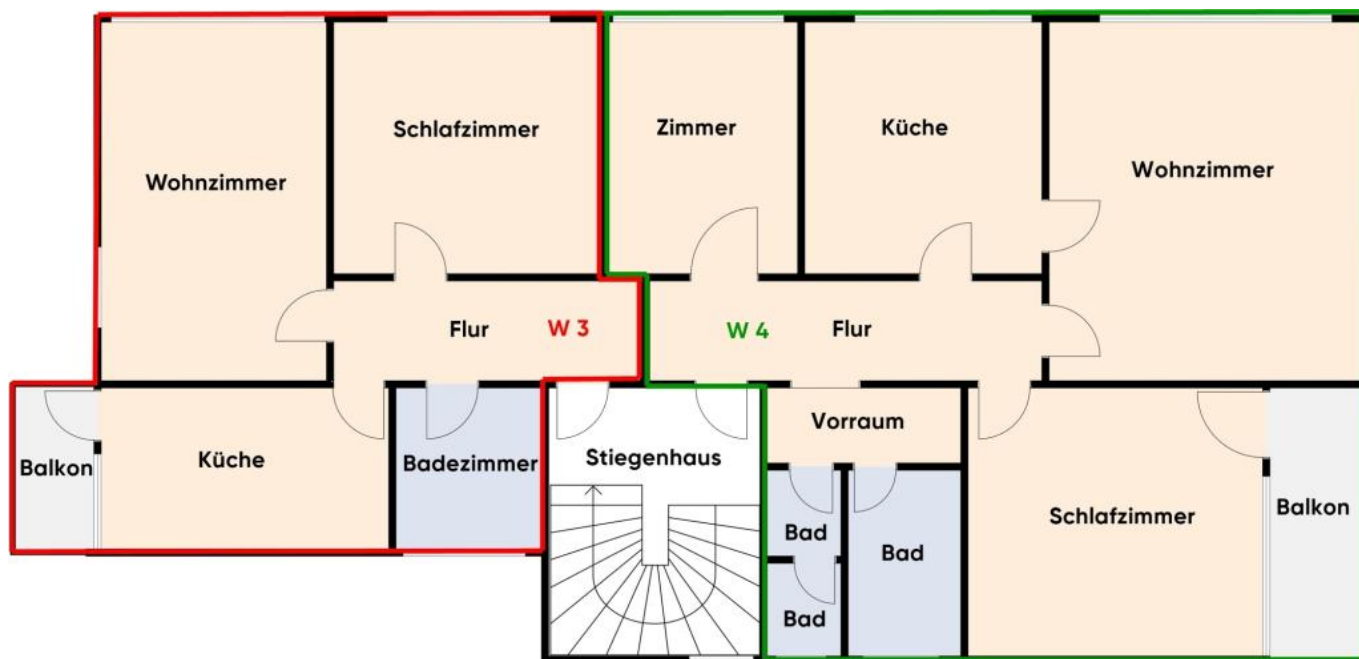 Schlafzimmer
Zimmer
Küche
Wohnzimmer
Wohnzimmer
Flur
W 3
W 4
Flur
Vorraum
Balkon
Küche
Badezimmer
Stiegenhaus
Schlafzimmer
Balkon
Bad
Bad
Bad